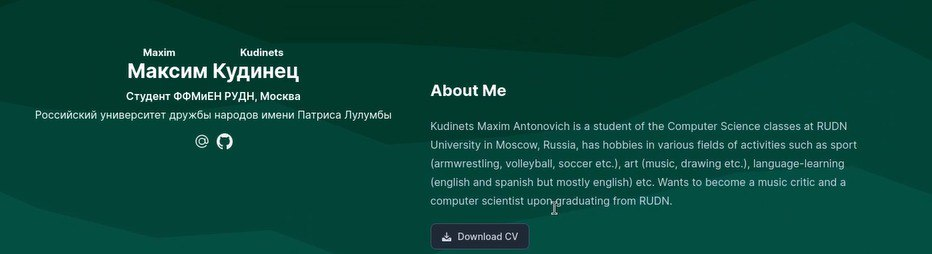 Maxim Kudinets
Максим Кудинец
Студент ФФМиЕН РУДН, Москва
Российский университет дружбы народов имени Патриса Лулумбы
About Me
Kudinets Maxim Antonovich is a student of the Computer Science classes at RUDN
University in Moscow, Russia, has hobbies in various fields of activities such as sport
(armwrestling, volleyball, soccer etc.), art (music, drawing etc.), language-learning
(english and spanish but mostly english) etc. Wants to become a music critic and a
computer scientist upon graduating from RUDN.
Download CV